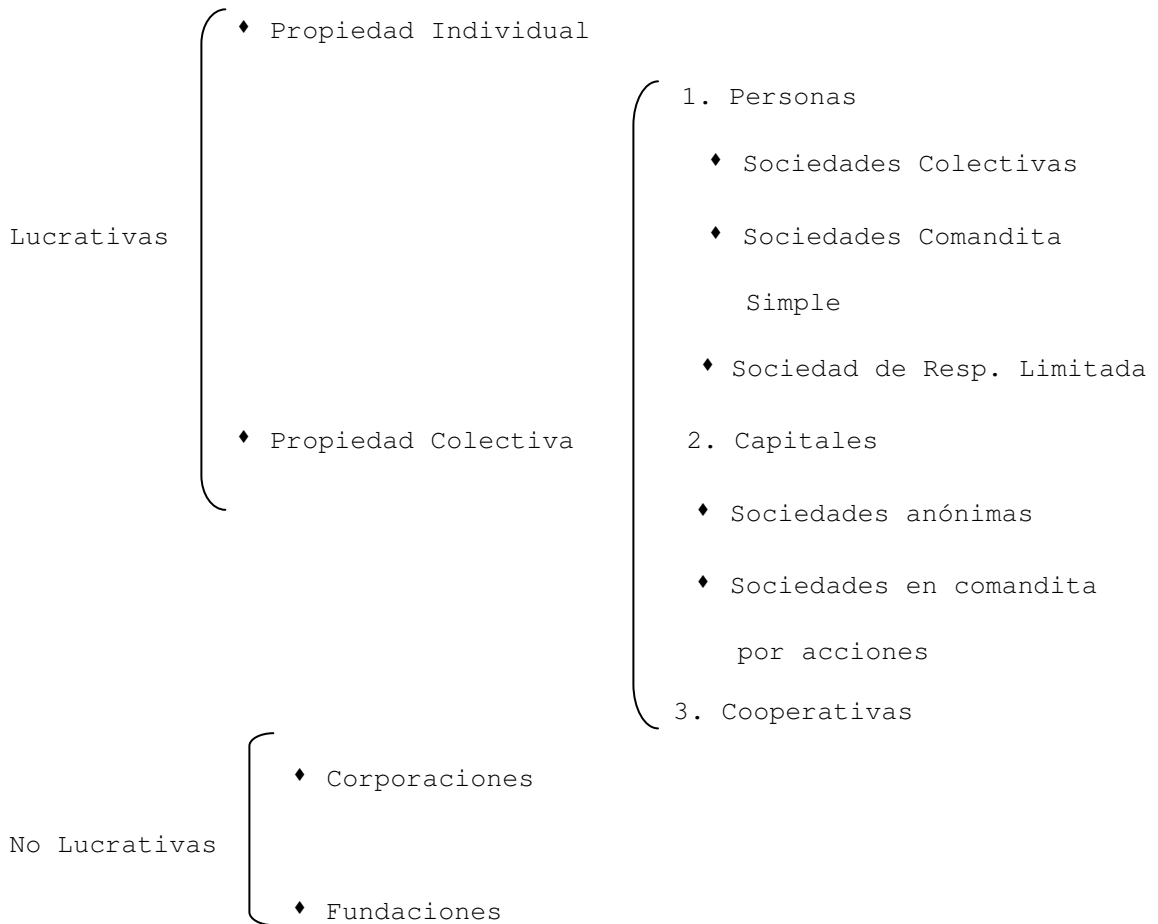 ♦ Propiedad Individual
1. Personas
♦ Sociedades Colectivas
Lucrativas
♦ Sociedades Comandita
Simple
♦ Sociedad de Resp. Limitada
♦ Propiedad Colectiva
2. Capitales
♦ Sociedades anónimas
♦ Sociedades en comandita
por acciones
3. Cooperativas
♦ Corporaciones
No Lucrativas
♦ Fundaciones